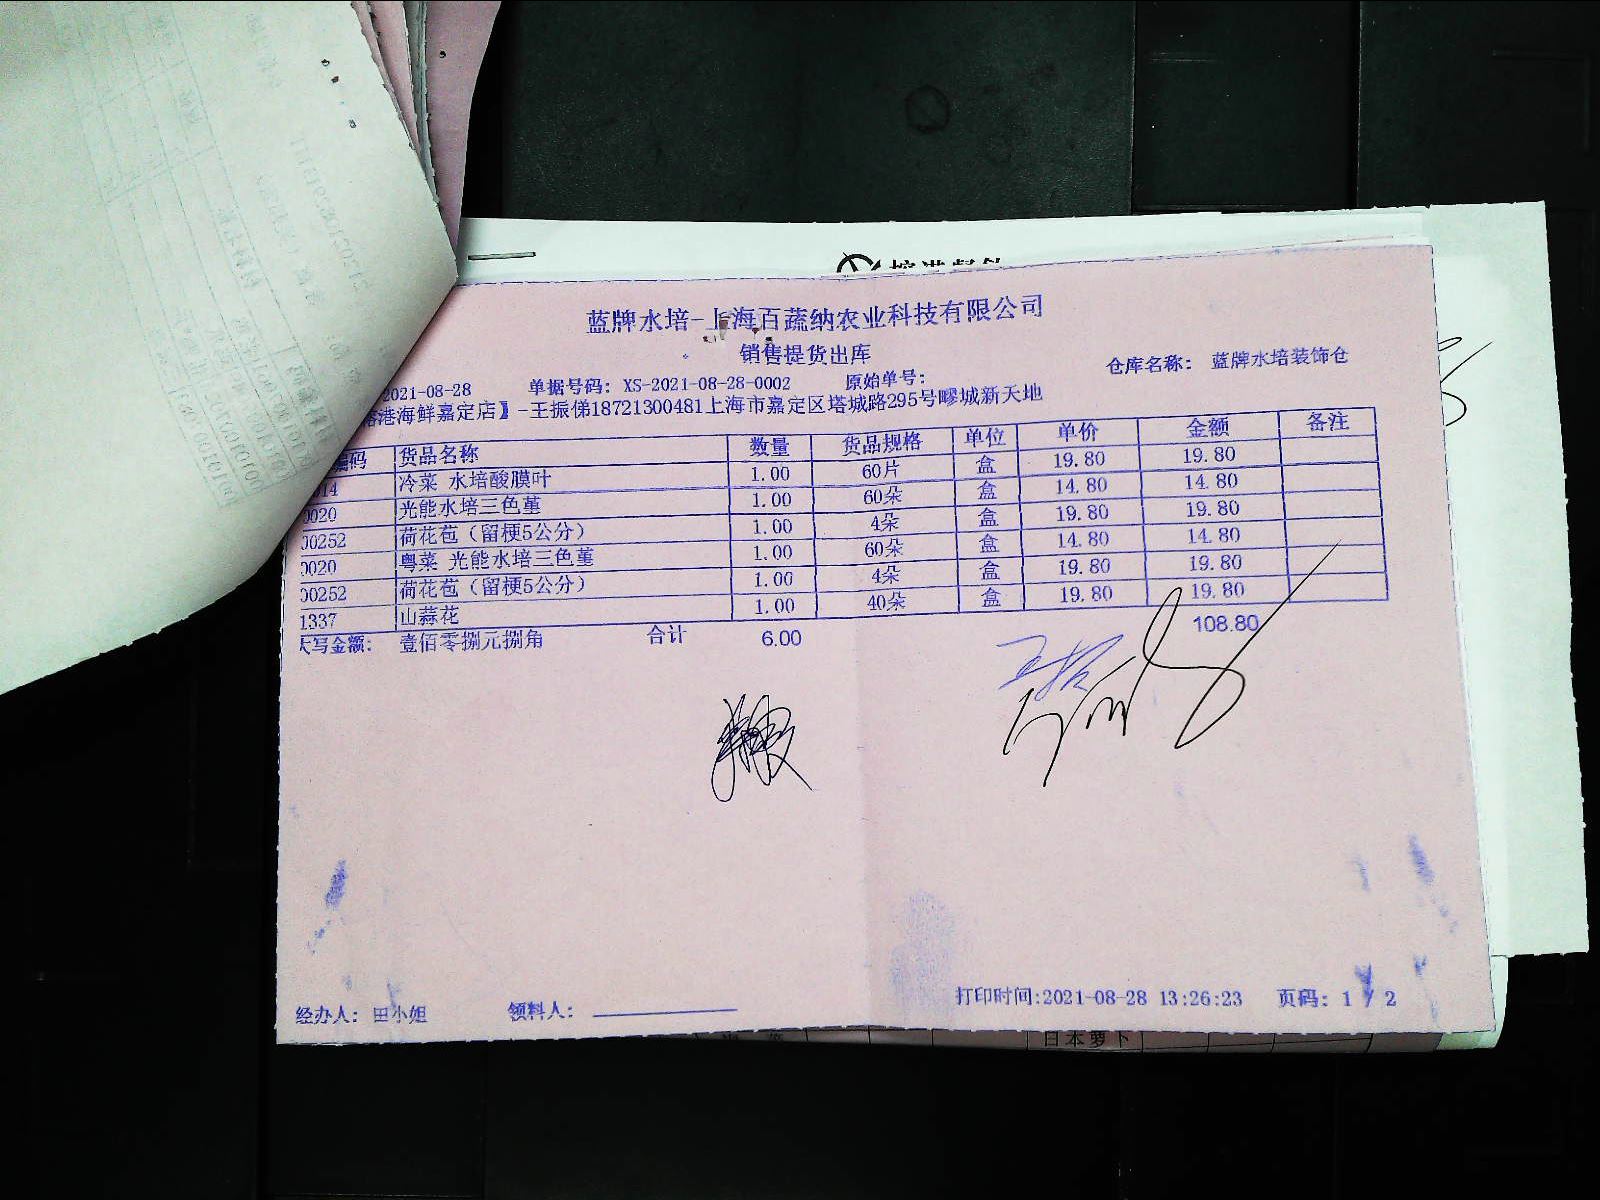 蓝牌水培-上海百蔬纳农业科技有限公司
销售提货出库
仓库名称： 蓝牌水培装饰仓
2021-08-28 单据号码：XS-2021-08-28-0002 原始单号：
港海鲜嘉定店】-王振俤18721300481上海市嘉定区塔城路295号疁城新天地
编码 货品名称 数量 货品规格 单位 单价 金额 备注
014 冷菜 水培酸膜叶 1.00 60片 盒 19.80 19.80
0020 光能水培三色堇 1.00 60朵 盒 14.80 14.80
00252 荷花苞（留梗5公分） 1.00 4朵 盒 19.80 19.80
0020 粤菜 光能水培三色堇 1.00 60朵 盒 14.80 14.80
00252 荷花苞（留梗5公分） 1.00 4朵 盒 19.80 19.80
1337 山蒜花 1.00 40朵 盒 19.80 19.80
大写金额： 壹佰零捌元捌角 合计 6.00 108.80
打印时间:2021-08-28 13:26:23 页码：1 / 2
经办人：田小姐 领料人：
日本萝卜